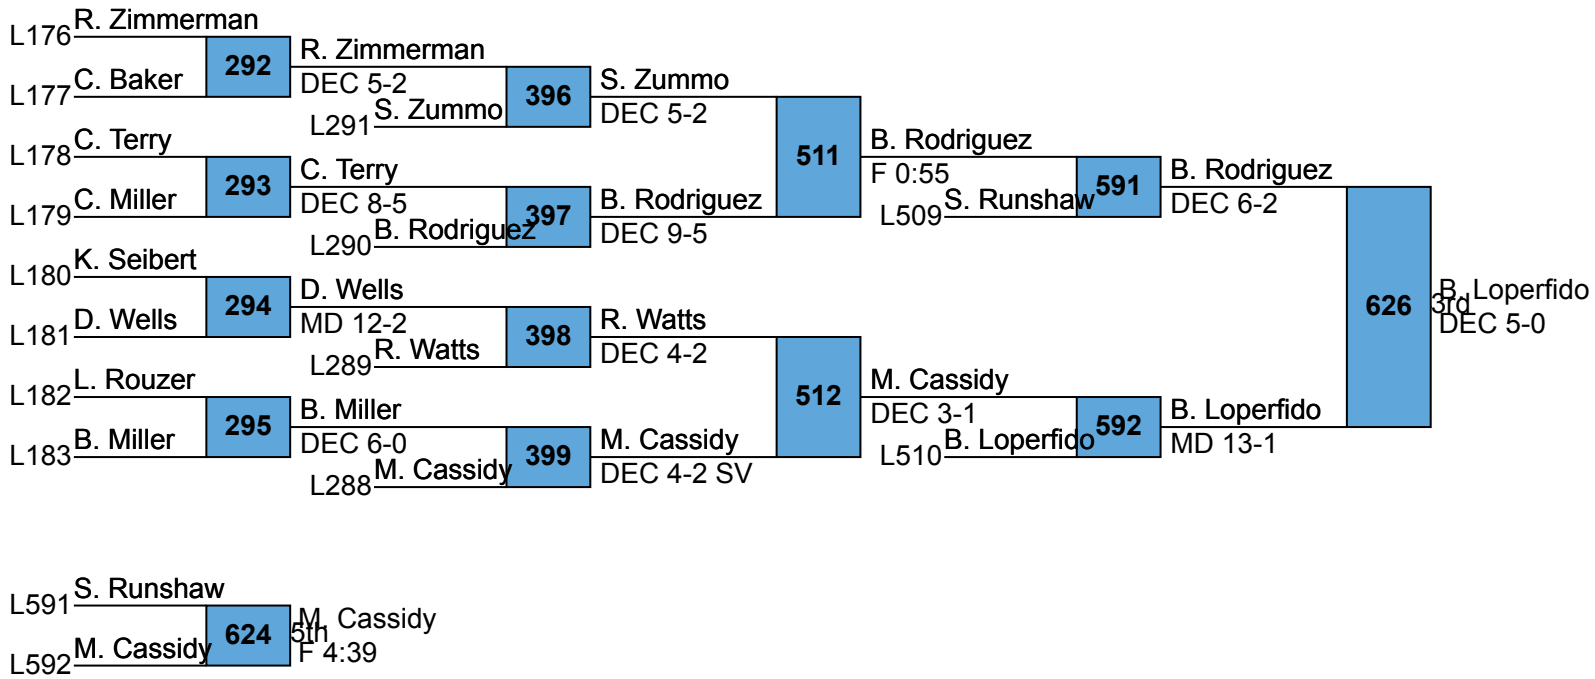 R. Zimmerman
L176
292
C. Baker
L177
R. Zimmerman
DEC 5-2
396
S. Zummo
L291
S. Zummo
DEC 5-2
C. Terry
L178
293
C. Miller
L179
C. Terry
DEC 8-5
397
B. Rodriguez
L290
B. Rodriguez
DEC 9-5
511
B. Rodriguez
F 0:55
S. Runshaw
L509
591
B. Rodriguez
DEC 6-2
K. Seibert
L180
294
D. Wells
L181
D. Wells
MD 12-2
398
R. Watts
L289
R. Watts
DEC 4-2
L. Rouzer
L182
295
B. Miller
L183
B. Miller
DEC 6-0
399
M. Cassidy
L288
M. Cassidy
DEC 4-2 SV
512
M. Cassidy
DEC 3-1
B. Loperfido
L510
592
B. Loperfido
MD 13-1
626
3rd
B. Loperfido
DEC 5-0
S. Runshaw
L591
624
M. Cassidy
L592
5th
M. Cassidy
F 4:39